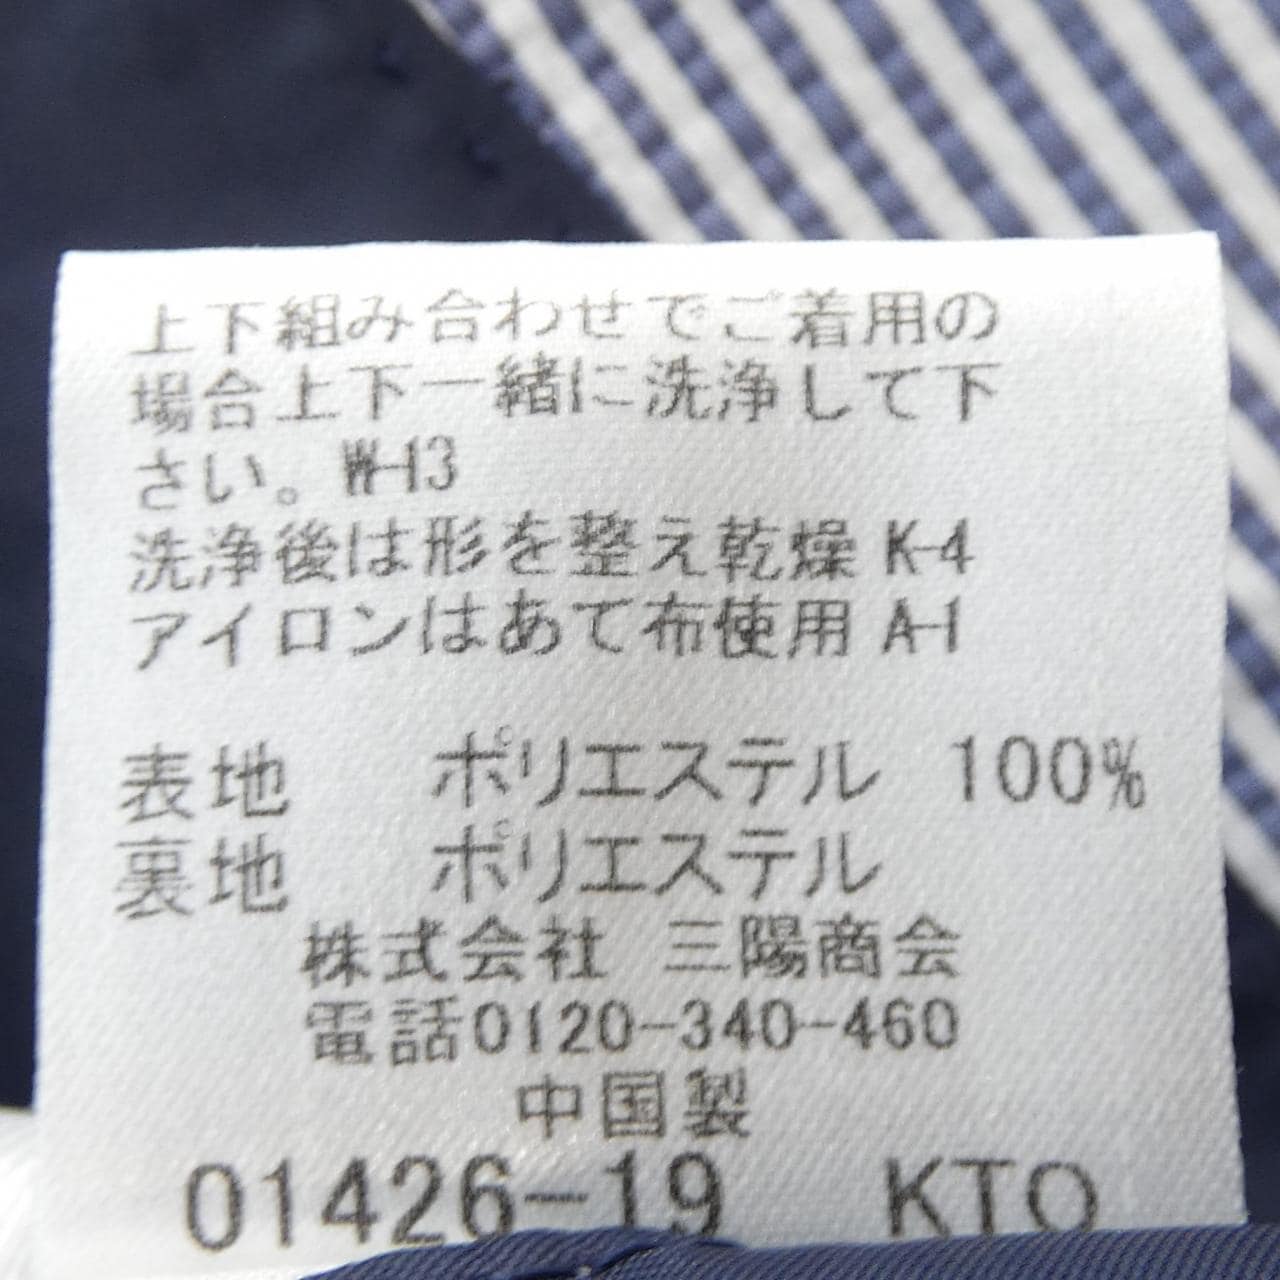 上下組み合わせでご着用の
場合上下一緒に洗浄して下
さい。W-13
洗浄後は形を整え乾燥 K-4
アイロンはあて布使用 A-1
表地 ポリエステル 100%
裏地 ポリエステル
株式会社 三陽商会
電話0120-340-460
中国製
01426-19 KTO